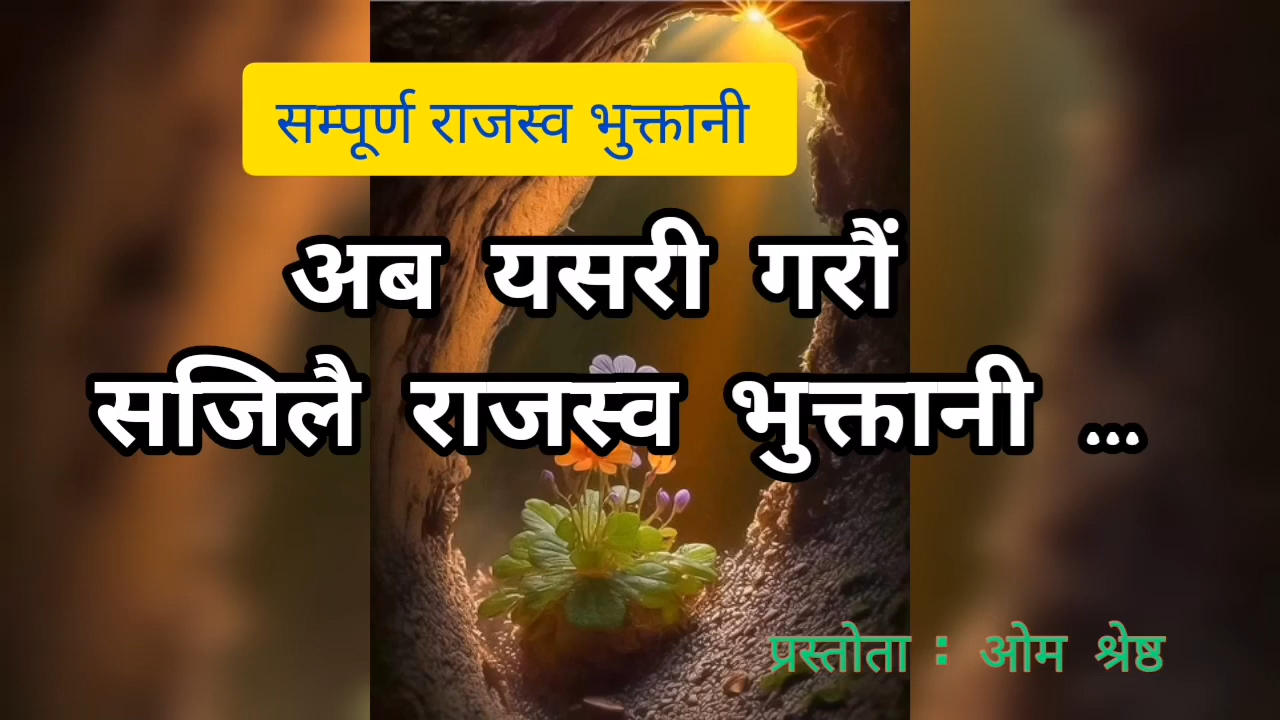 सम्पूर्ण राजस्व भुक्तानी
अब यसरी गरौं
सजिलै राजस्व भुक्तानी ...
प्रस्तोता : ओम श्रेष्ठ